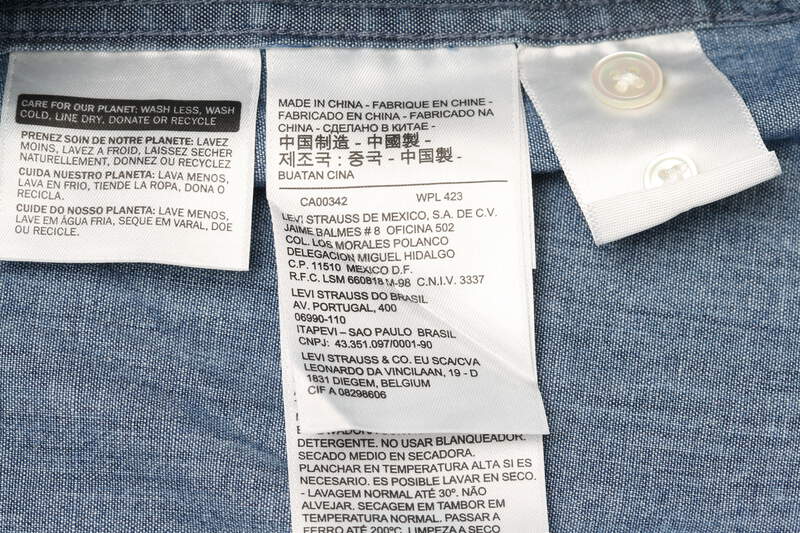 CARE FOR OUR PLANET: WASH LESS, WASH
COLD, LINE DRY, DONATE OR RECYCLE
PRENEZ SOIN DE NOTRE PLANETE: LAVEZ
MOINS, LAVEZ A FROID, LAISSEZ SECHER
NATURELLEMENT, DONNEZ OU RECYCLEZ
CUIDA NUESTRO PLANETA: LAVA MENOS,
LAVA EN FRIO, TIENDE LA ROPA, DONA O
RECICLA.
CUIDE DO NOSSO PLANETA: LAVE MENOS,
LAVE EM ÁGUA FRIA, SEQUE EM VARAL, DOE
OU RECICLE.
MADE IN CHINA - FABRIQUE EN CHINE -
FABRICADO EN CHINA - FABRICADO NA
CHINA - СДЕЛАНО В КИТАЕ -
中国制造 - 中國製 -
제조국 : 중국 - 中国製 -
BUATAN CINA
CA00342 WPL 423
LEVI STRAUSS DE MEXICO, S.A. DE C.V.
JAIME BALMES # 8 OFICINA 502
COL. LOS MORALES POLANCO
DELEGACION MIGUEL HIDALGO
C.P. 11510 MEXICO D.F.
R.F.C. LSM 660818 M-98 C.N.I.V. 3337
LEVI STRAUSS DO BRASIL
AV. PORTUGAL, 400
06990-110
ITAPEVI – SAO PAULO BRASIL
CNPJ: 43.351.097/0001-90
LEVI STRAUSS & CO. EU SCA/CVA
LEONARDO DA VINCILAAN, 19 - D
1831 DIEGEM, BELGIUM
CIF A 08298606
DETERGENTE. NO USAR BLANQUEADOR.
SECADO MEDIO EN SECADORA.
PLANCHAR EN TEMPERATURA ALTA SI ES
NECESARIO. ES POSIBLE LAVAR EN SECO.
- LAVAGEM NORMAL ATÉ 30º. NÃO
ALVEJAR. SECAGEM EM TAMBOR EM
TEMPERATURA NORMAL. PASSAR A
FERRO ATÉ 200ºC. LIMPEZA A SECO